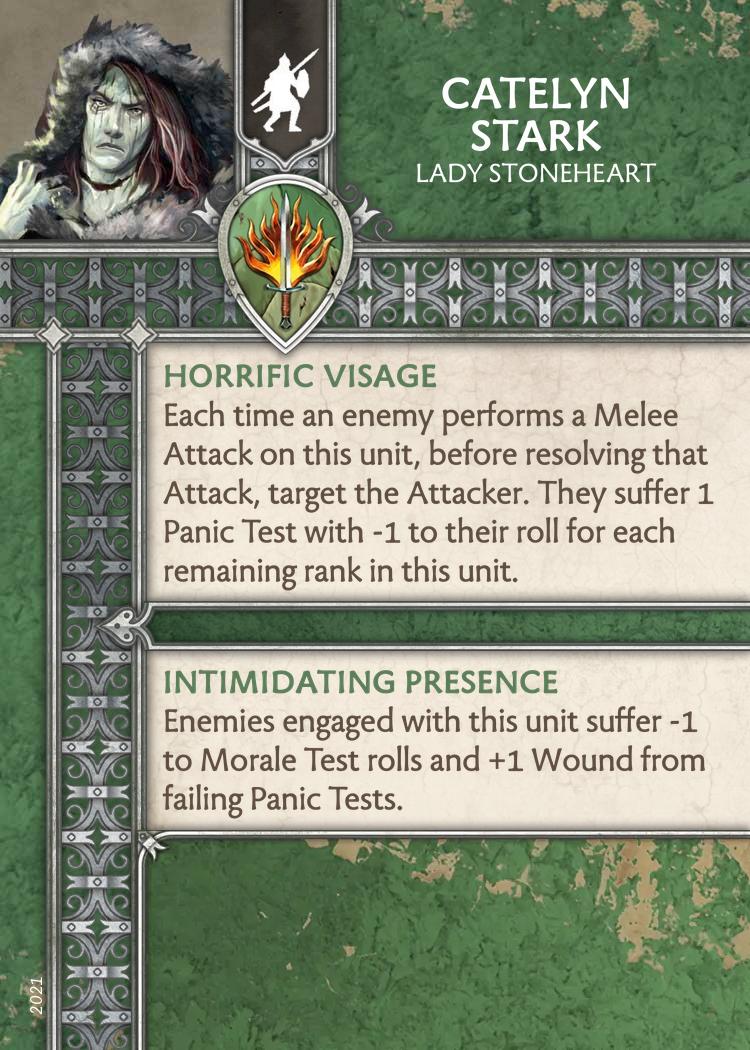 CATELYN
STARK
LADY STONEHEART
HORRIFIC VISAGE
Each time an enemy performs a Melee
Attack on this unit, before resolving that
Attack, target the Attacker. They suffer 1
Panic Test with -1 to their roll for each
remaining rank in this unit.
INTIMIDATING PRESENCE
Enemies engaged with this unit suffer -1
to Morale Test rolls and +1 Wound from
failing Panic Tests.
2021